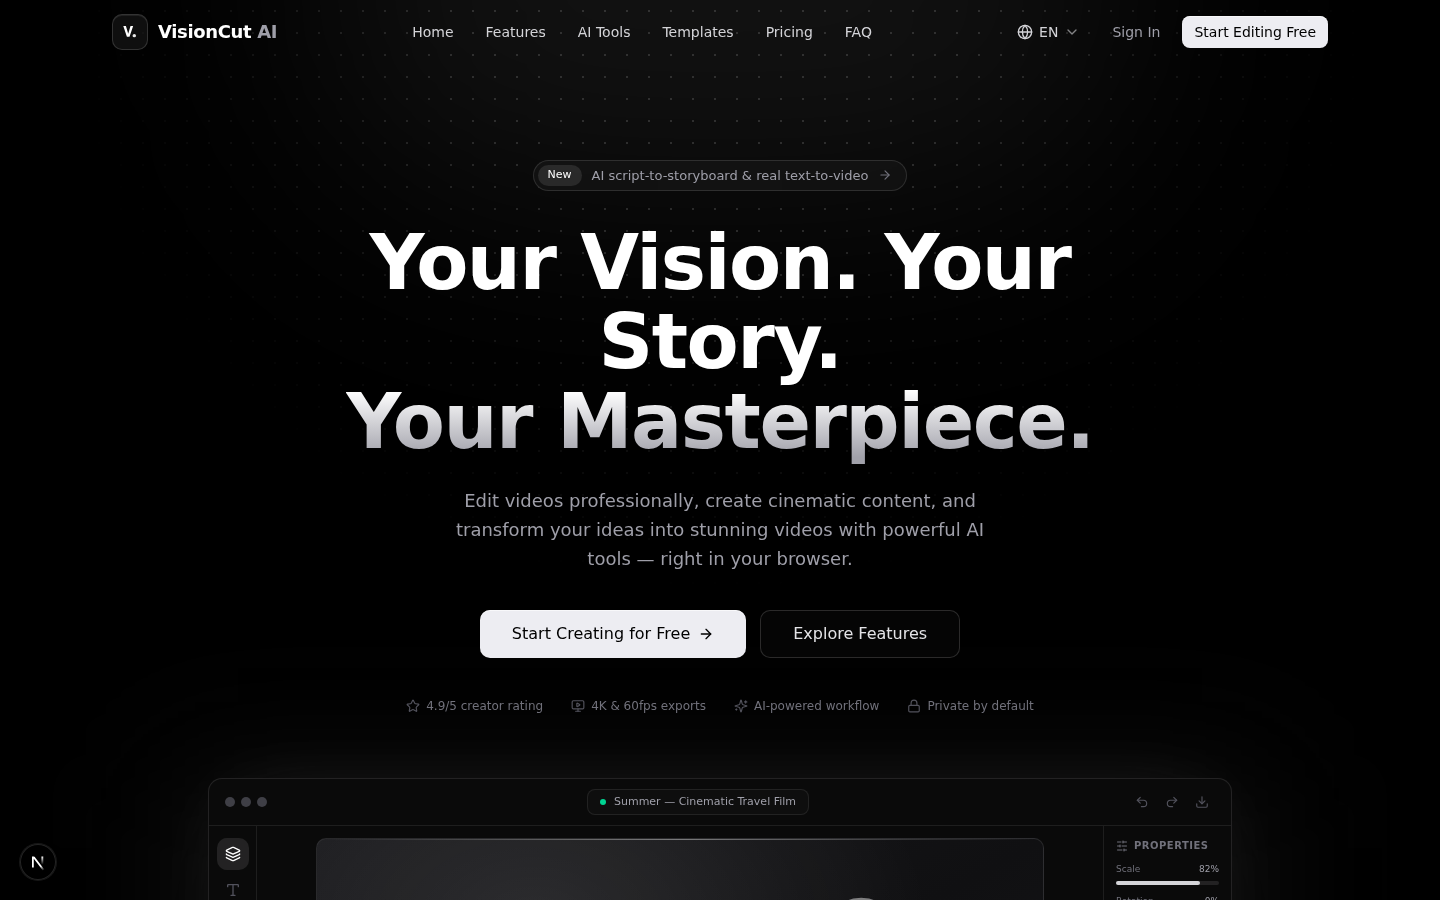 V. VisionCut AI
Home Features AI Tools Templates Pricing FAQ
EN Sign In Start Editing Free
New AI script-to-storyboard & real text-to-video
Your Vision. Your
Story.
Your Masterpiece.
Edit videos professionally, create cinematic content, and
transform your ideas into stunning videos with powerful AI
tools — right in your browser.
Start Creating for Free Explore Features
4.9/5 creator rating 4K & 60fps exports AI-powered workflow Private by default
Summer — Cinematic Travel Film
PROPERTIES
Scale 82%
N
T